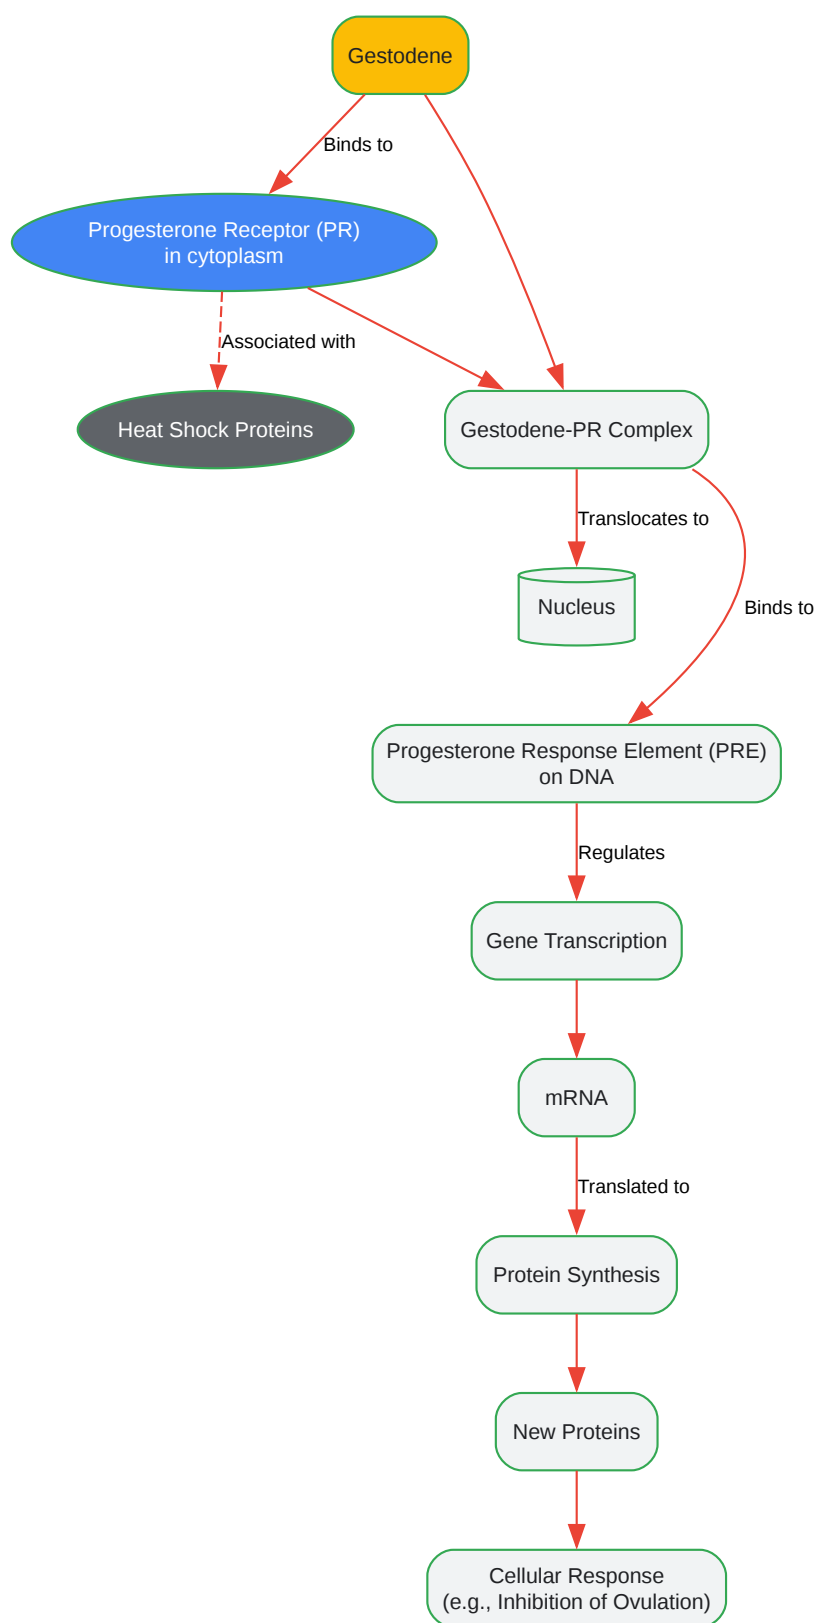 Gestodene
Binds to
Progesterone Receptor (PR)
in cytoplasm
Associated with
Heat Shock Proteins
Gestodene-PR Complex
Translocates to
Nucleus
Binds to
Progesterone Response Element (PRE)
on DNA
Regulates
Gene Transcription
mRNA
Translated to
Protein Synthesis
New Proteins
Cellular Response
(e.g., Inhibition of Ovulation)